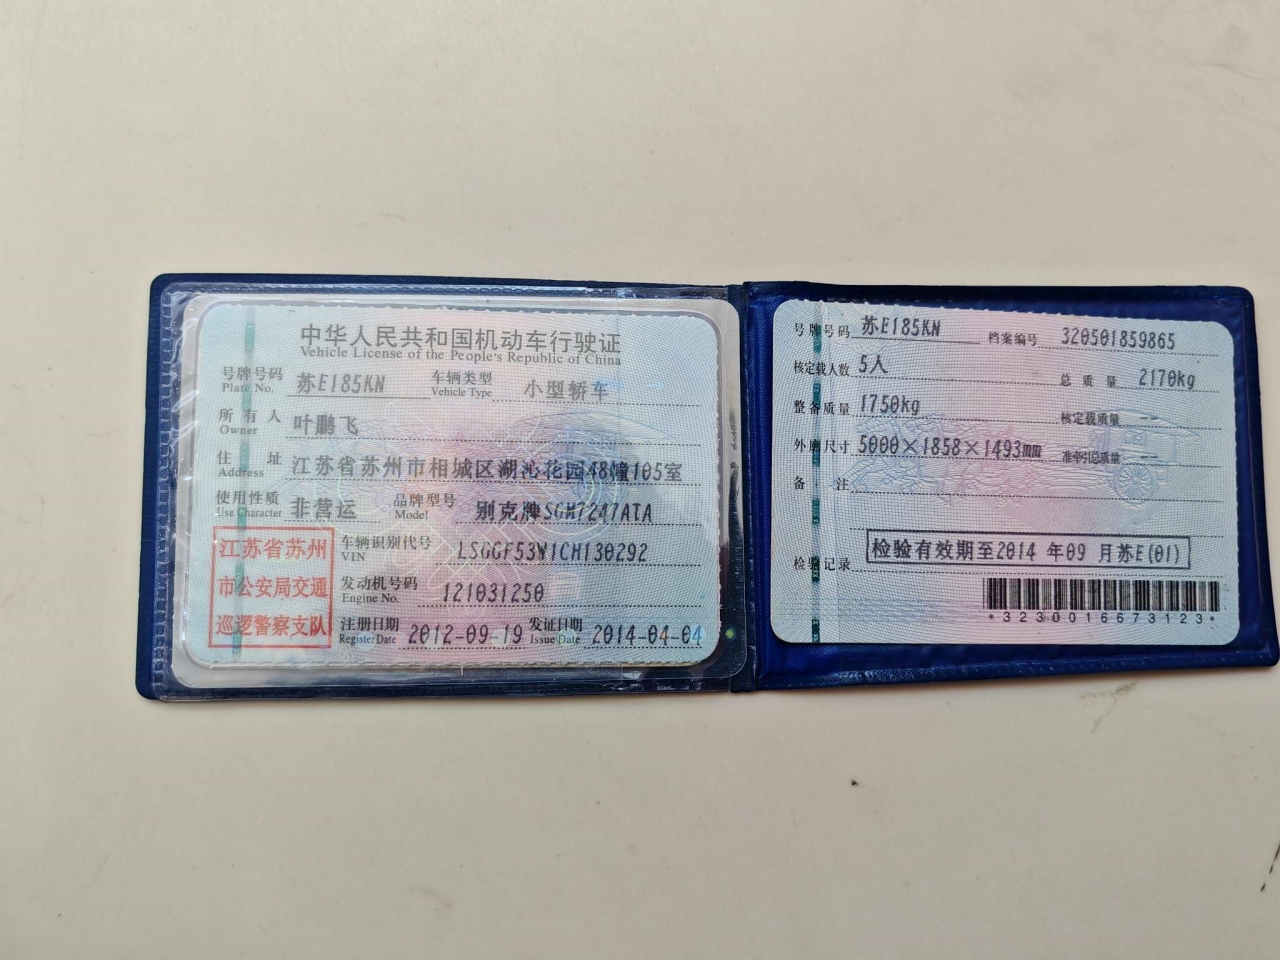 中华人民共和国机动车行驶证
Vehicle License of the People's Republic of China
号牌号码 苏E185KN 车辆类型 小型轿车
Plate No. Vehicle Type
所有人 叶鹏飞
Owner
住址 江苏省苏州市相城区湖沁花园48幢105室
Address
使用性质 非营运 品牌型号 别克牌SGM7247ATA
Use Character Model
江苏省苏州
市公安局交通
巡逻警察支队
车辆识别代号 LSGGF53W1CH130292
VIN
发动机号码 121031250
Engine No.
注册日期 2012-09-19 发证日期 2014-04-04
Register Date Issue Date
号牌号码 苏E185KN 档案编号 320501859865
核定载人数 5人 总质量 2170kg
整备质量 1750kg 核定载质量 --
外廓尺寸 5000×1858×1493mm 准牵引总质量 --
备注
检验记录 检验有效期至2014 年09 月苏E(01)
*3230016673123*